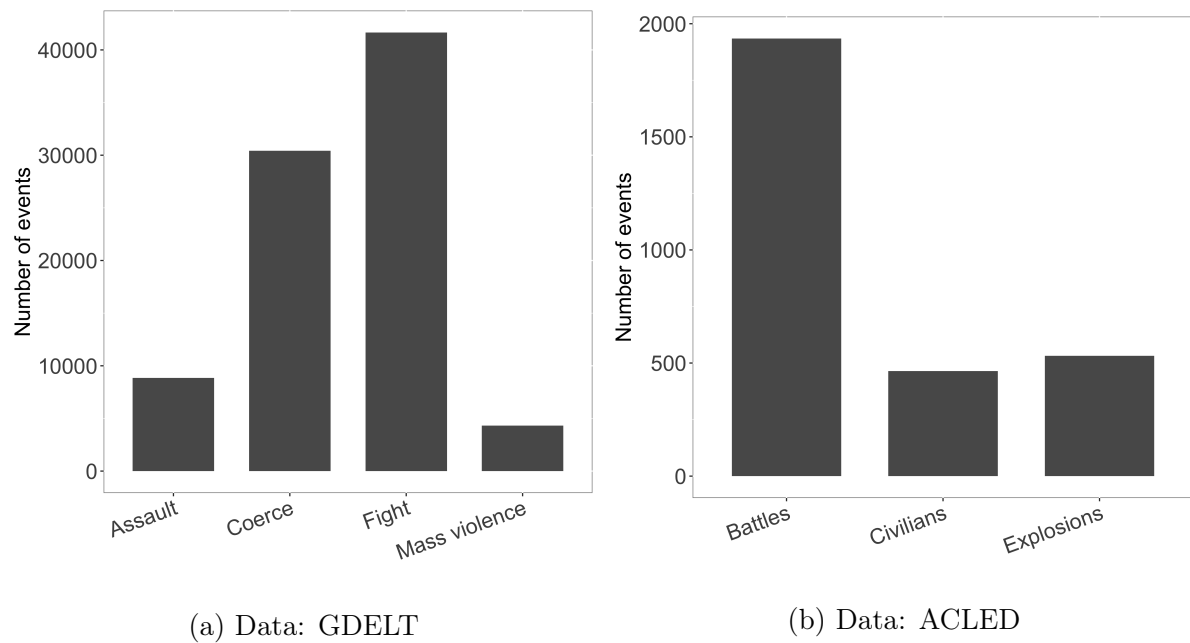 Number of events
40000
30000
20000
10000
0
Assault
Coerce
Fight
Mass violence
(a) Data: GDELT
Number of events
2000
1500
1000
500
0
Battles
Civilians
Explosions
(b) Data: ACLED